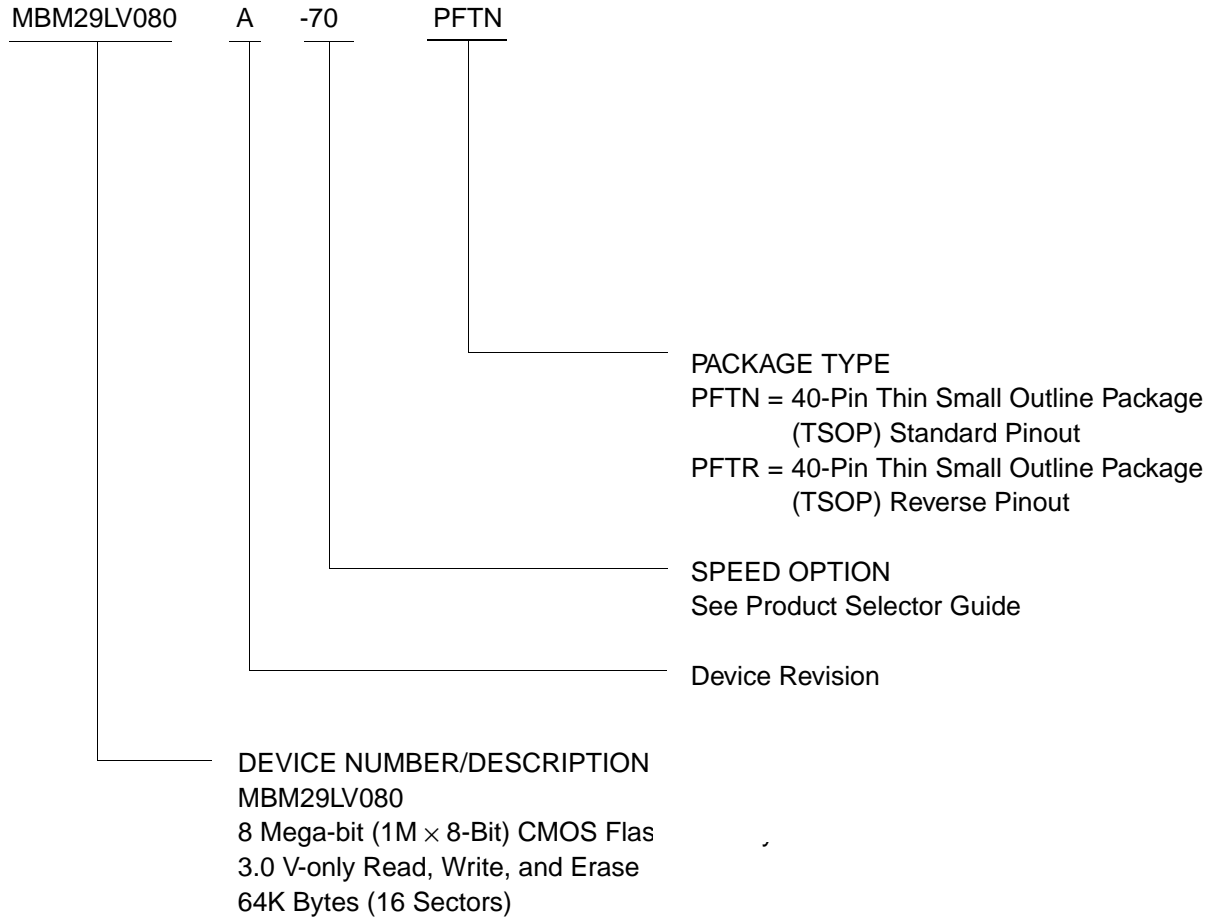 MBM29LV080 A -70 PFTN
PACKAGE TYPE
PFTN = 40-Pin Thin Small Outline Package
(TSOP) Standard Pinout
PFTR = 40-Pin Thin Small Outline Package
(TSOP) Reverse Pinout
SPEED OPTION
See Product Selector Guide
Device Revision
DEVICE NUMBER/DESCRIPTION
MBM29LV080
8 Mega-bit (1M × 8-Bit) CMOS Flas
3.0 V-only Read, Write, and Erase
64K Bytes (16 Sectors)